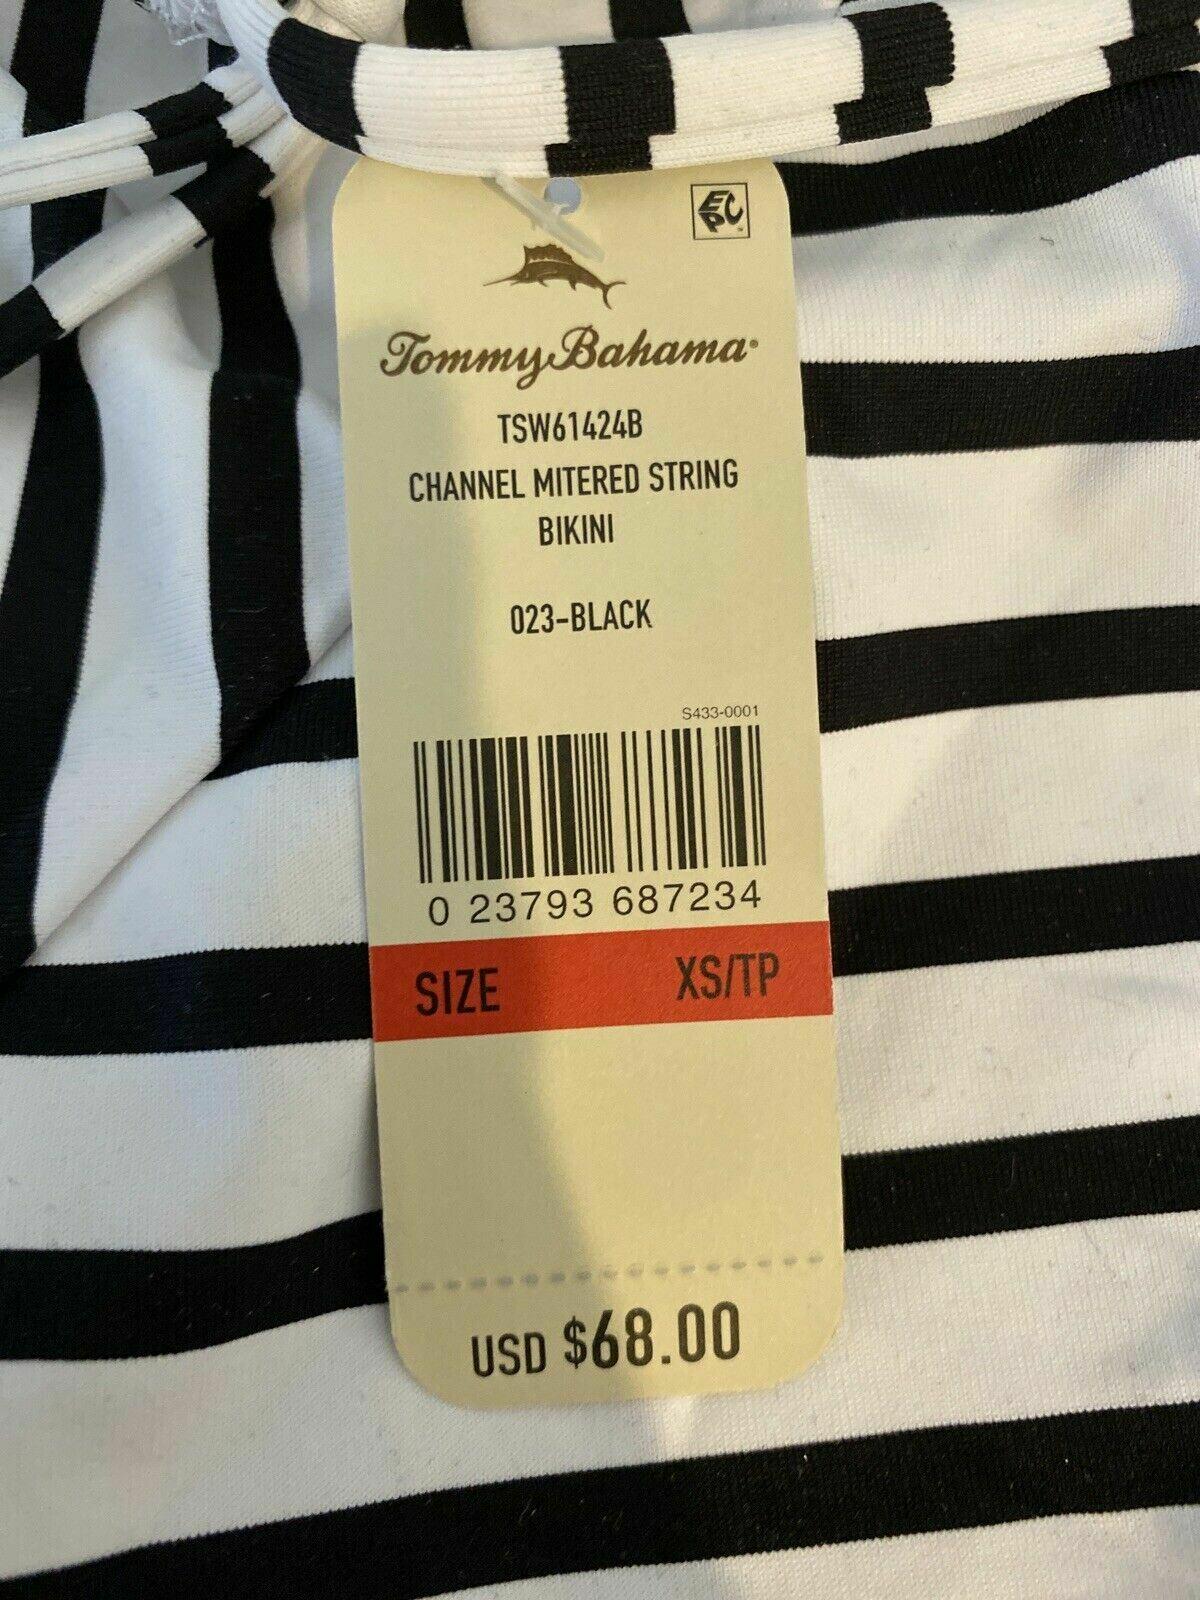 EPC
Tommy Bahama®
TSW61424B
CHANNEL MITERED STRING
BIKINI
023-BLACK
S433-0001
0 23793 687234
SIZE XS/TP
USD $68.00